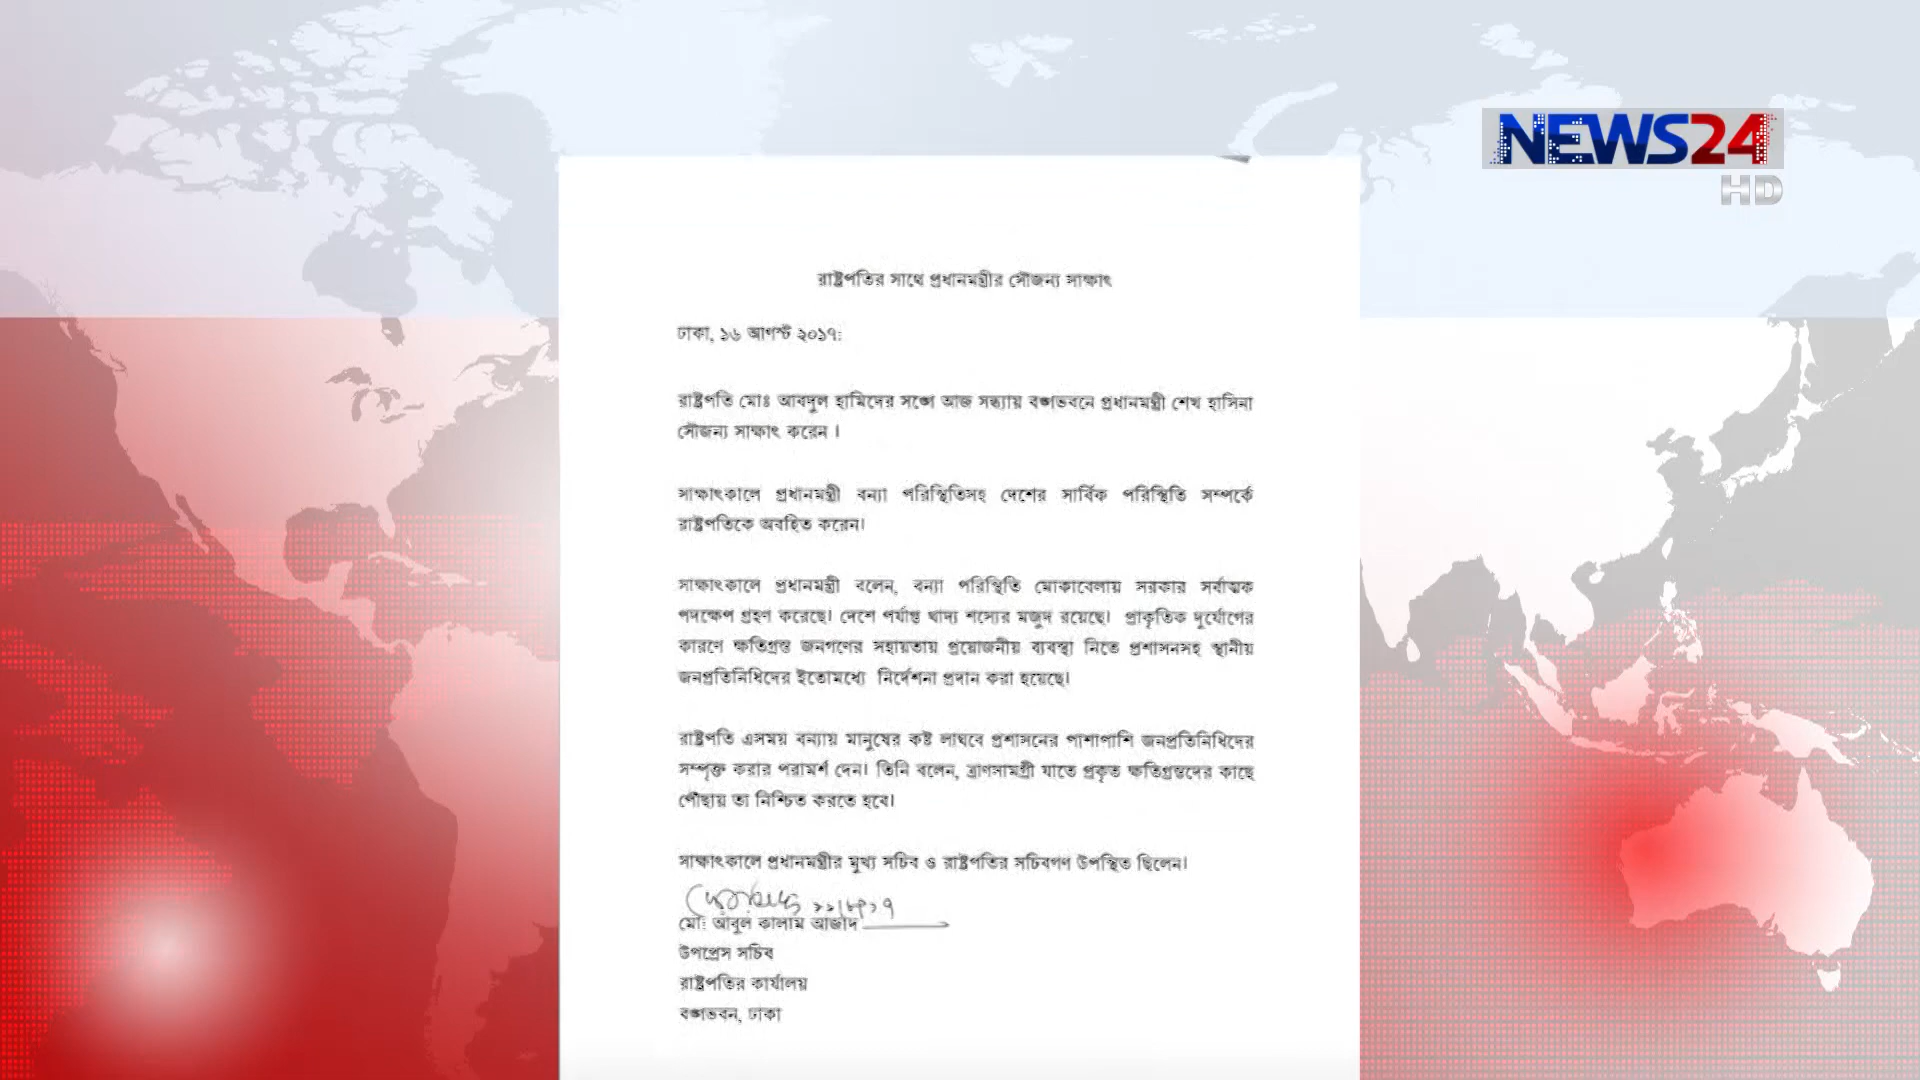 NEWS24
HD
রাষ্ট্রপতির সাথে প্রধানমন্ত্রীর সৌজন্য সাক্ষাৎ
ঢাকা, ১৬ আগস্ট ২০১৭:
রাষ্ট্রপতি মোঃ আবদুল হামিদের সঙ্গে আজ সন্ধ্যায় বঙ্গভবনে প্রধানমন্ত্রী শেখ হাসিনা
সৌজন্য সাক্ষাৎ করেন ।
সাক্ষাৎকালে প্রধানমন্ত্রী বন্যা পরিস্থিতিসহ দেশের সার্বিক পরিস্থিতি সম্পর্কে
রাষ্ট্রপতিকে অবহিত করেন।
সাক্ষাৎকালে প্রধানমন্ত্রী বলেন, বন্যা পরিস্থিতি মোকাবেলায় সরকার সর্বাত্মক
পদক্ষেপ গ্রহণ করেছে। দেশে পর্যাপ্ত খাদ্য শস্যের মজুদ রয়েছে। প্রাকৃতিক দুর্যোগের
কারণে ক্ষতিগ্রস্ত জনগণের সহায়তায় প্রয়োজনীয় ব্যবস্থা নিতে প্রশাসনসহ স্থানীয়
জনপ্রতিনিধিদের ইতোমধ্যে নির্দেশনা প্রদান করা হয়েছে।
রাষ্ট্রপতি এসময় বন্যায় মানুষের কষ্ট লাঘবে প্রশাসনের পাশাপাশি জনপ্রতিনিধিদের
সম্পৃক্ত করার পরামর্শ দেন। তিনি বলেন, ত্রাণসামগ্রী যাতে প্রকৃত ক্ষতিগ্রস্তদের কাছে
পৌঁছায় তা নিশ্চিত করতে হবে।
সাক্ষাৎকালে প্রধানমন্ত্রীর মুখ্য সচিব ও রাষ্ট্রপতির সচিবগণ উপস্থিত ছিলেন।
মোঃ আবুল কালাম আজাদ
উপপ্রেস সচিব
রাষ্ট্রপতির কার্যালয়
বঙ্গভবন, ঢাকা